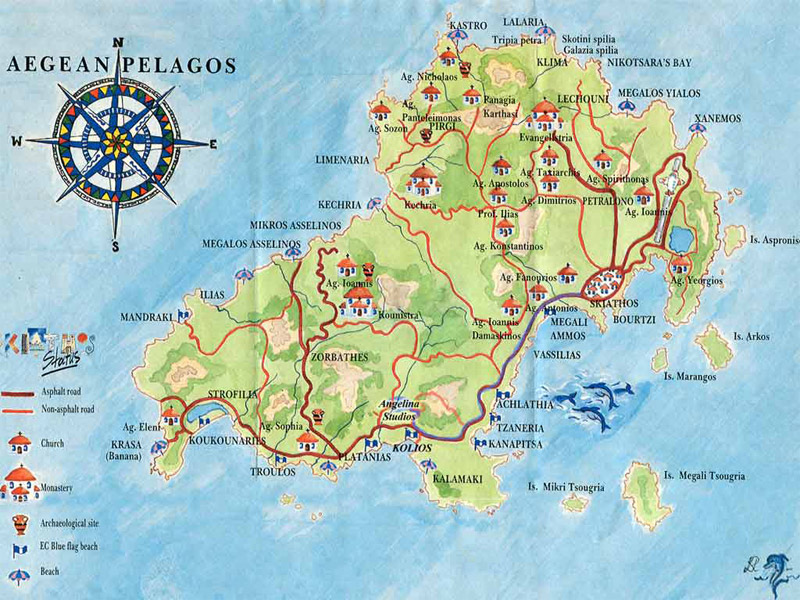 AEGEAN PELAGOS
N
W
E
S
KASTRO
LALARIA
Tripia petra
Skotini spilia
Galazia spilia
KLIMA
NIKOTSARA'S BAY
Ag. Nicholaos
MEGALOS YIALOS
LECHOUNI
Panagia
Karthasi
Ag.
Panteleimonas
PIRGI
Ag. Sozon
XANEMOS
Evangelistria
LIMENARIA
Ag. Taxiarchis
Ag. Spirithonas
Ag. Apostolos
Kechria
Ag. Dimitrios
PETRALONO
Ag. Ioannis
KECHRIA
Prof. Ilias
MIKROS ASSELINOS
MEGALOS ASSELINOS
Ag. Konstantinos
Is. Aspronisi
Ag. Ioannis
Ag. Fanourios
Ag. Yeorgios
ILIAS
SKIATHOS
Kounistra
Ag. Antonios
BOURTZI
MANDRAKI
Ag. Ioannis
Damaskinos
MEGALI
AMMOS
Is. Arkos
VASSILIAS
ZORBATHES
Is. Marangos
STROFILIA
ACHLATHIA
Angelina
Studios
Ag. Eleni
Ag. Sophia
TZANERIA
KRASA
(Banana)
KOUKOUNARIES
KANAPITSA
KOLIOS
PLATANIAS
TROULOS
KALAMAKI
Is. Mikri Tsougria
Is. Megali Tsougria
SKIATHOS
Status
Asphalt road
Non-asphalt road
Church
Monastery
Archaeological site
EC Blue flag beach
Beach